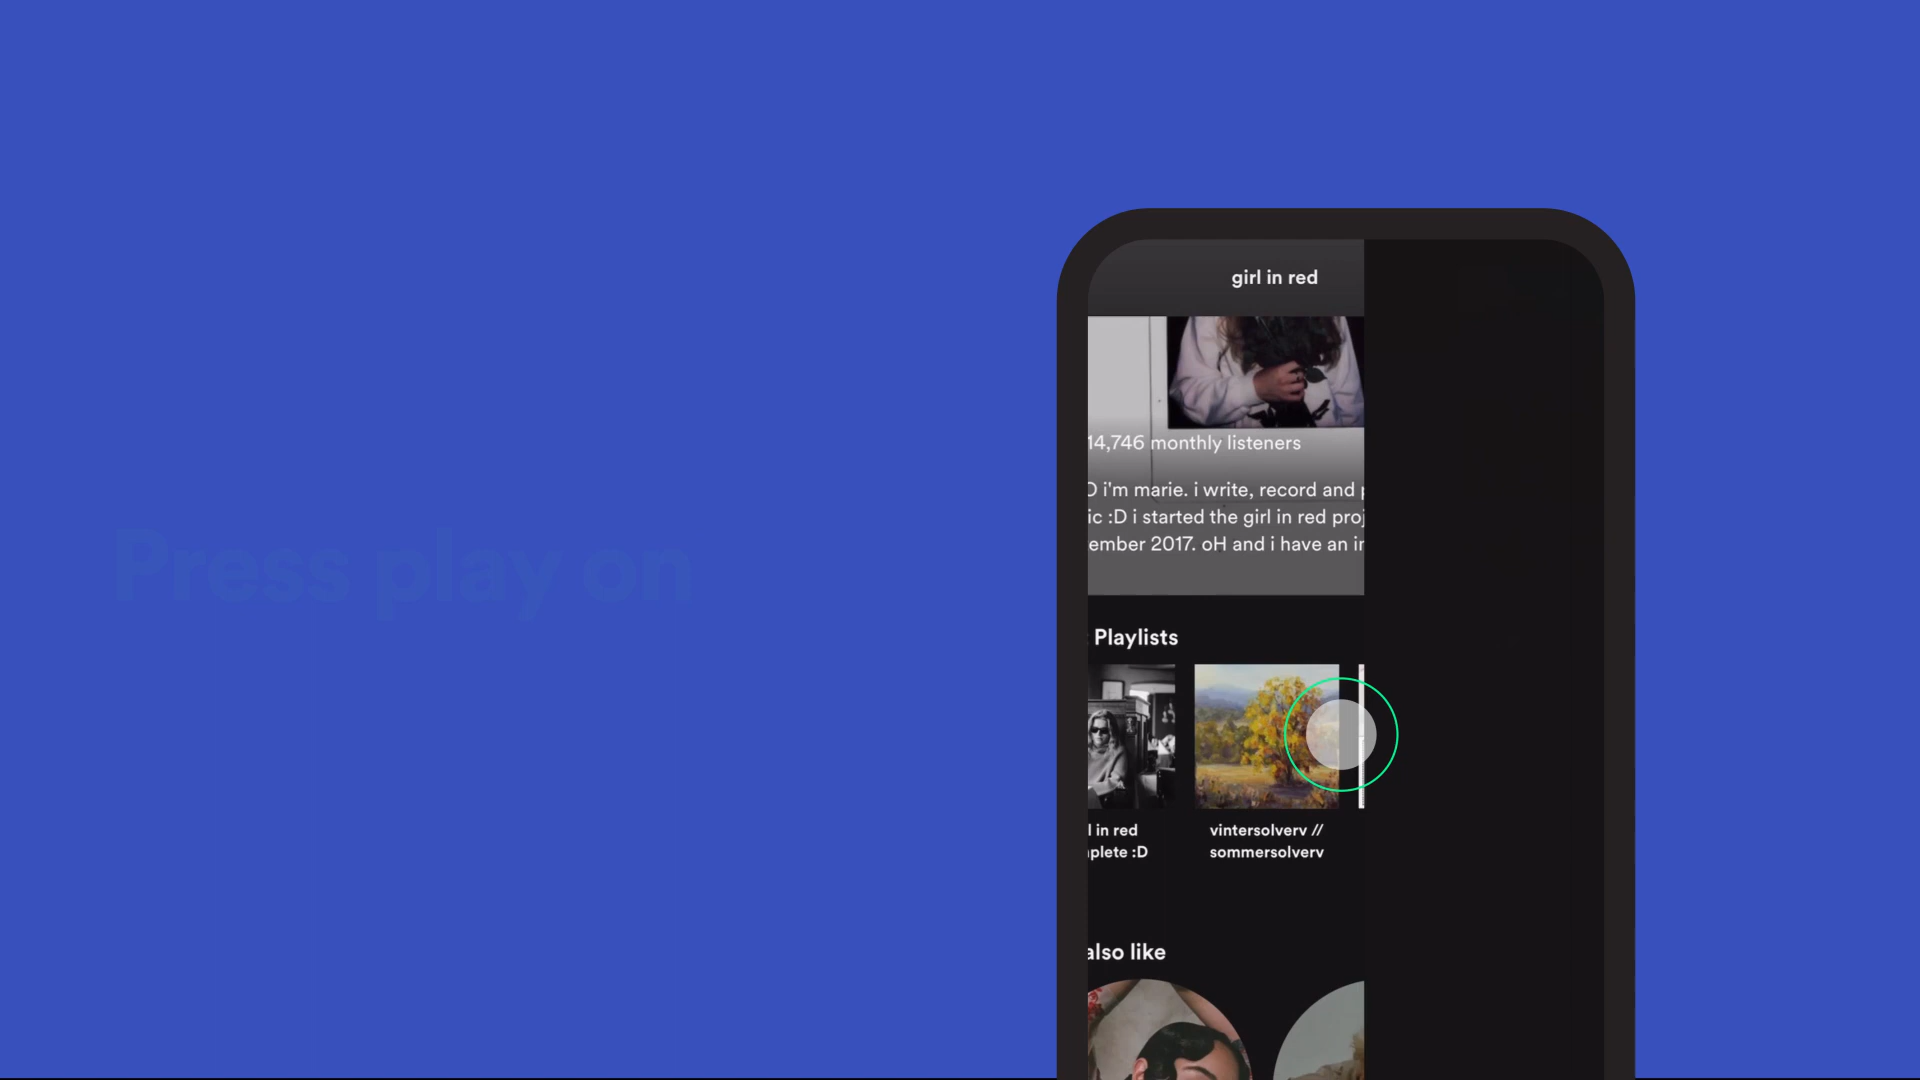 Press play on
girl in red
14,746 monthly listeners
i'm marie. i write, record and
:D i started the girl in red
2017. oH and i have an
Playlists
in red
:D
vintersolverv //
sommersolverv
also like